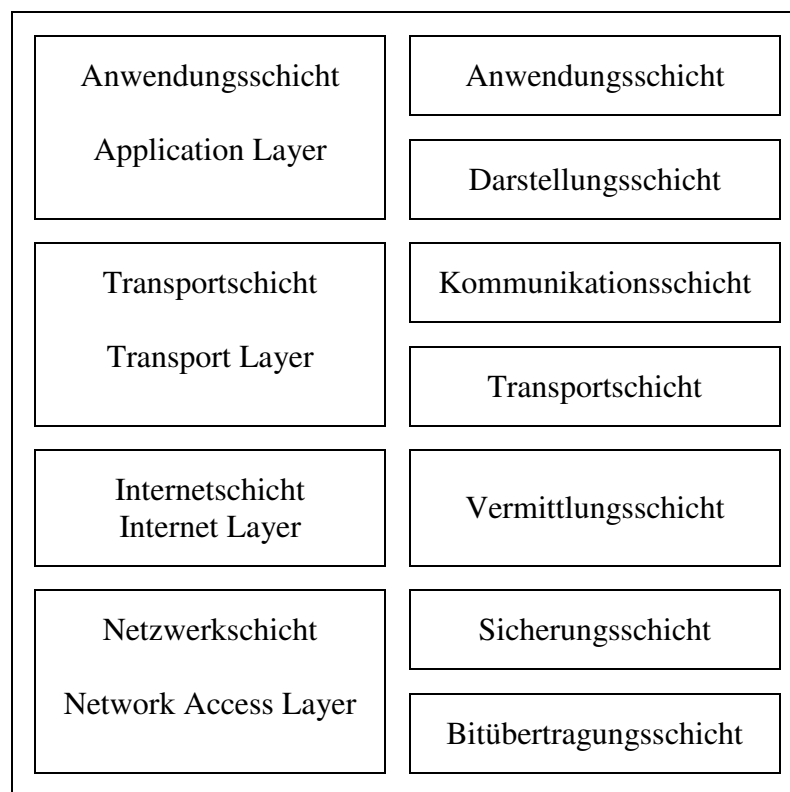 Anwendungsschicht
Application Layer
Transportschicht
Transport Layer
Internetschicht
Internet Layer
Netzwerkschicht
Network Access Layer
Anwendungsschicht
Darstellungsschicht
Kommunikationsschicht
Transportschicht
Vermittlungsschicht
Sicherungsschicht
Bitübertragungsschicht